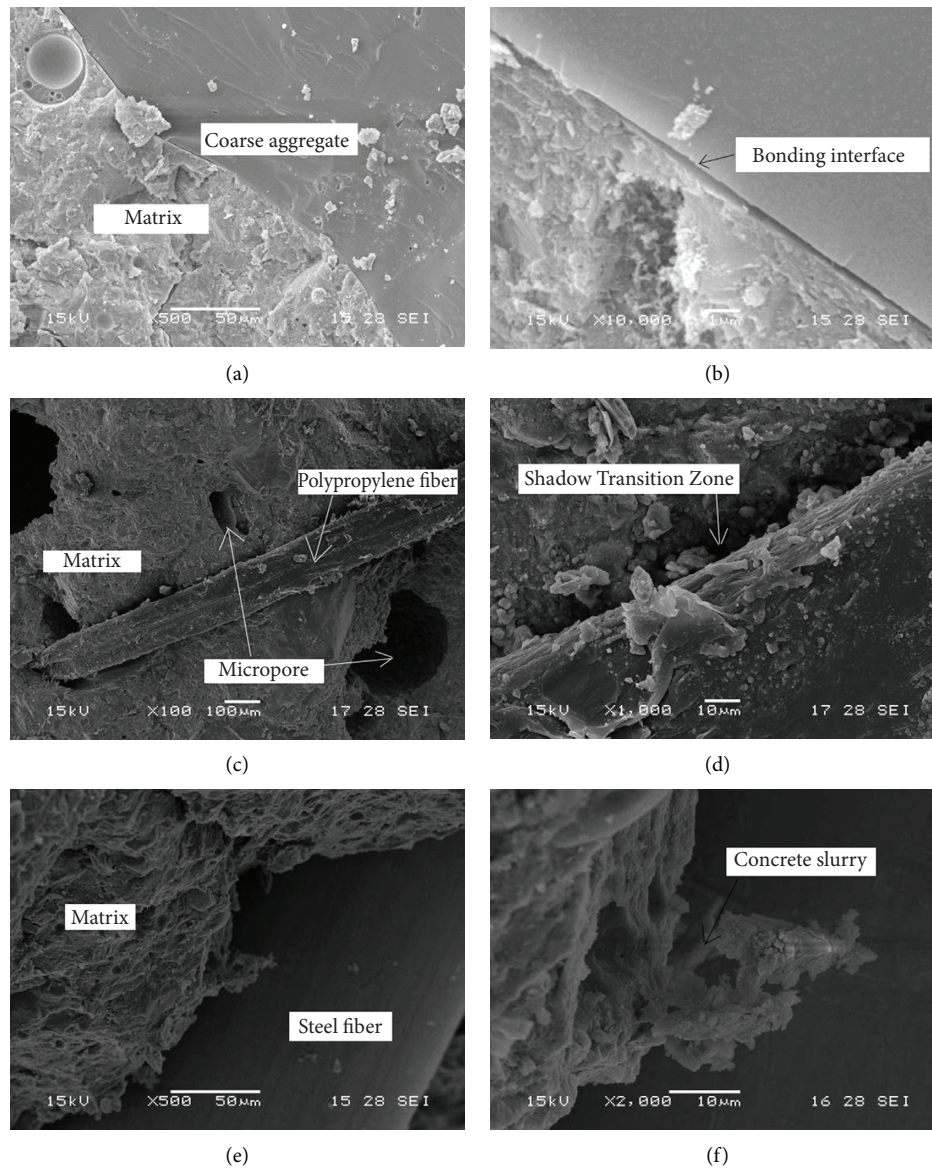 Coarse aggregate
Matrix
15kV X500 50μm 15 28 SEI
(a)
Bonding interface
15kV X10,000 1μm 15 28 SEI
(b)
Polypropylene fiber
Matrix
Micropore
15kV X100 100μm 17 28 SEI
(c)
Shadow Transition Zone
15kV X1,000 10μm 17 28 SEI
(d)
Matrix
Steel fiber
15kV X500 50μm 15 28 SEI
(e)
Concrete slurry
15kV X2,000 10μm 16 28 SEI
(f)